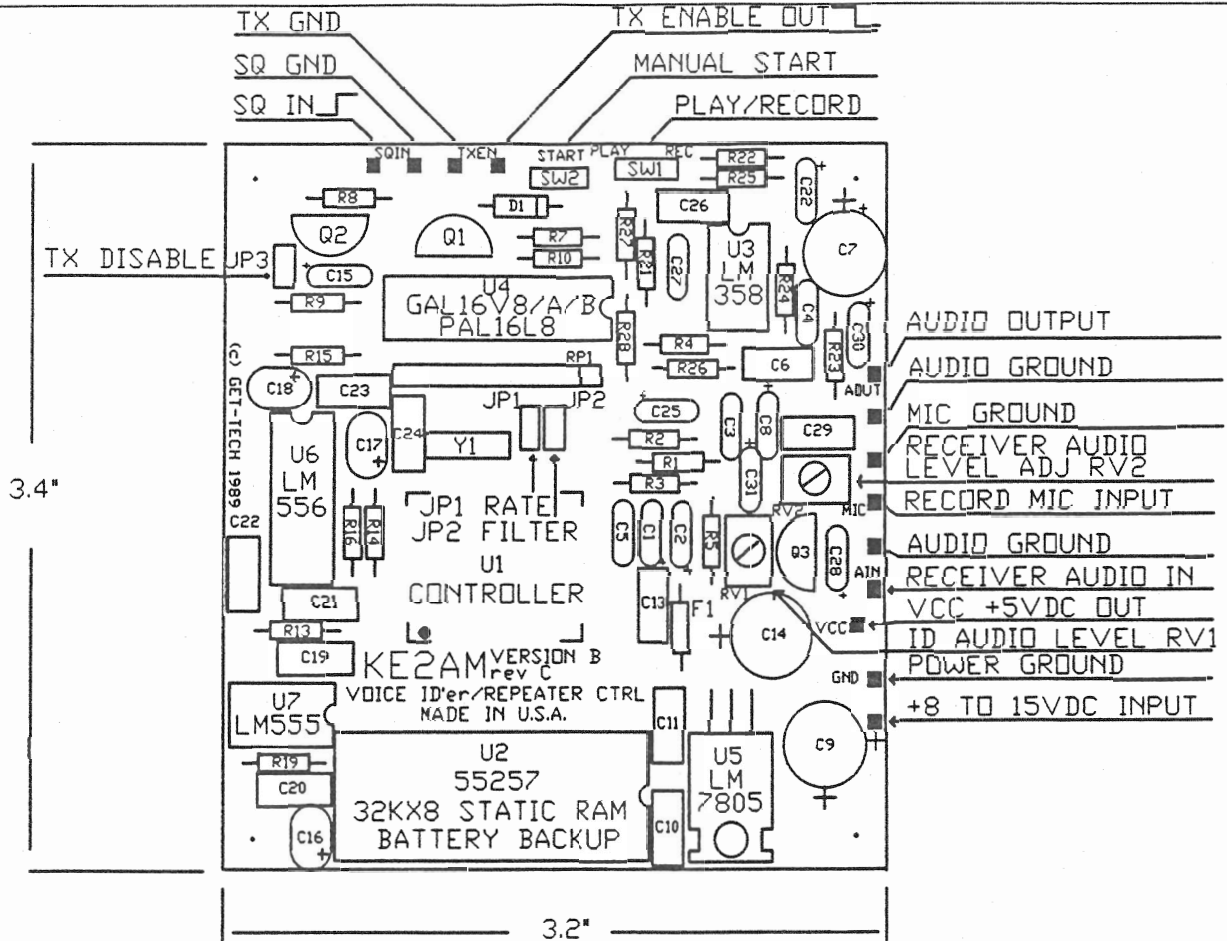 TX GND
TX ENABLE OUT
SQ GND
MANUAL START
SQ IN
PLAY/RECORD
SQIN
TXEN
START
PLAY
REC
SW2
SW1
R22
R25
C22
R8
D1
C26
Q2
Q1
R7
R10
R27
R21
C27
U3
LM
358
R24
C4
C7
TX DISABLE
JP3
C15
U4
GAL16V8/A/B
PAL16L8
R9
R28
R4
R26
C6
R23
C30
AUDIO OUTPUT
AOUT
AUDIO GROUND
(c) GET-TECH 1989
R15
RP1
C18
C23
C24
JP1
JP2
C25
C3
C8
C29
MIC GROUND
RECEIVER AUDIO
LEVEL ADJ RV2
U6
LM
556
C17
Y1
R2
R1
R3
C31
RV2
MIC
RECORD MIC INPUT
3.4"
C22
R16
R14
JP1 RATE
JP2 FILTER
U1
CONTROLLER
C5
C1
C2
R5
RV1
Q3
C28
AUDIO GROUND
AIN
RECEIVER AUDIO IN
C21
R13
C19
C13
F1
C14
VCC
VCC +5VDC OUT
ID AUDIO LEVEL RV1
KE2AM VERSION B
rev C
VOICE ID'er/REPEATER CTRL
MADE IN U.S.A.
GND
POWER GROUND
+8 TO 15VDC INPUT
U7
LM555
R19
C20
C16
U2
55257
32KX8 STATIC RAM
BATTERY BACKUP
C11
C10
U5
LM
7805
C9
3.2"